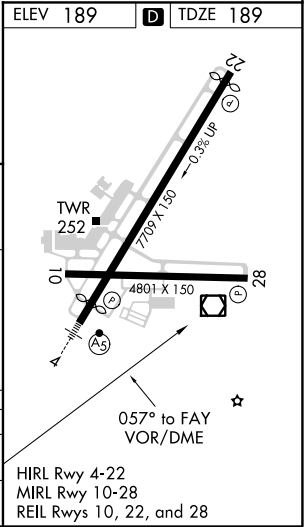 ELEV 189 D TDZE 189
22
P
0.3% UP
7709 X 150
TWR
252
10
4801 X 150
28
P
P
A5
4
057° to FAY
VOR/DME
HIRL Rwy 4-22
MIRL Rwy 10-28
REIL Rwys 10, 22, and 28